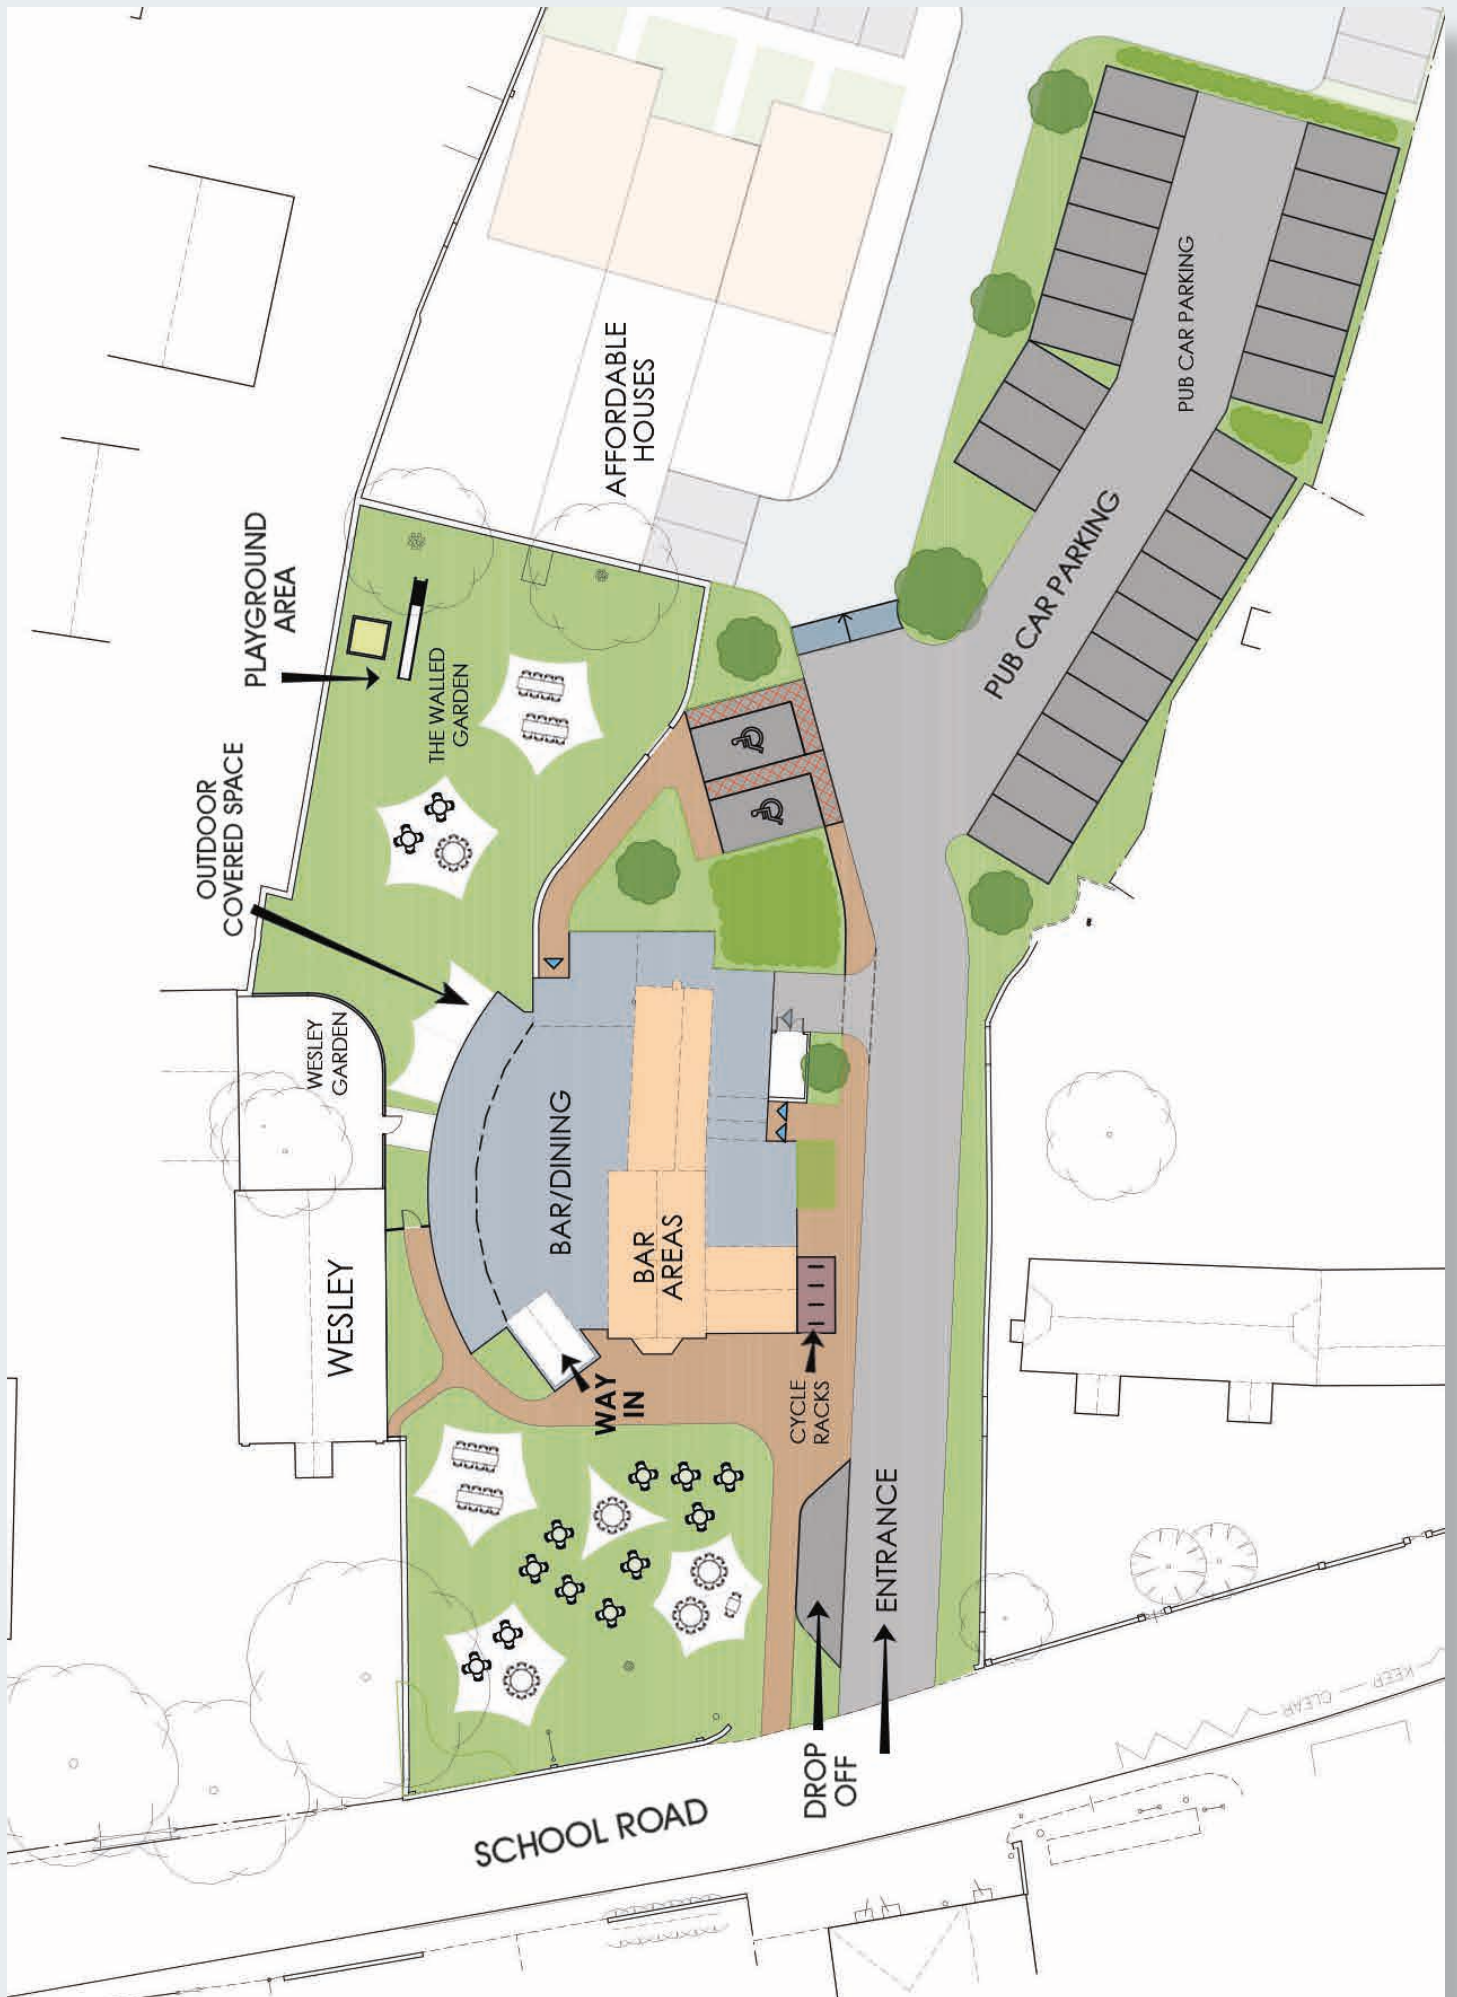 AFFORDABLE
HOUSES
PUB CAR PARKING
PUB CAR PARKING
PLAYGROUND
AREA
THE WALLED
GARDEN
OUTDOOR
COVERED SPACE
WESLEY
GARDEN
BAR/DINING
BAR
AREAS
WESLEY
WAY
IN
CYCLE
RACKS
ENTRANCE
DROP
OFF
SCHOOL ROAD
KEEP
CLEAR